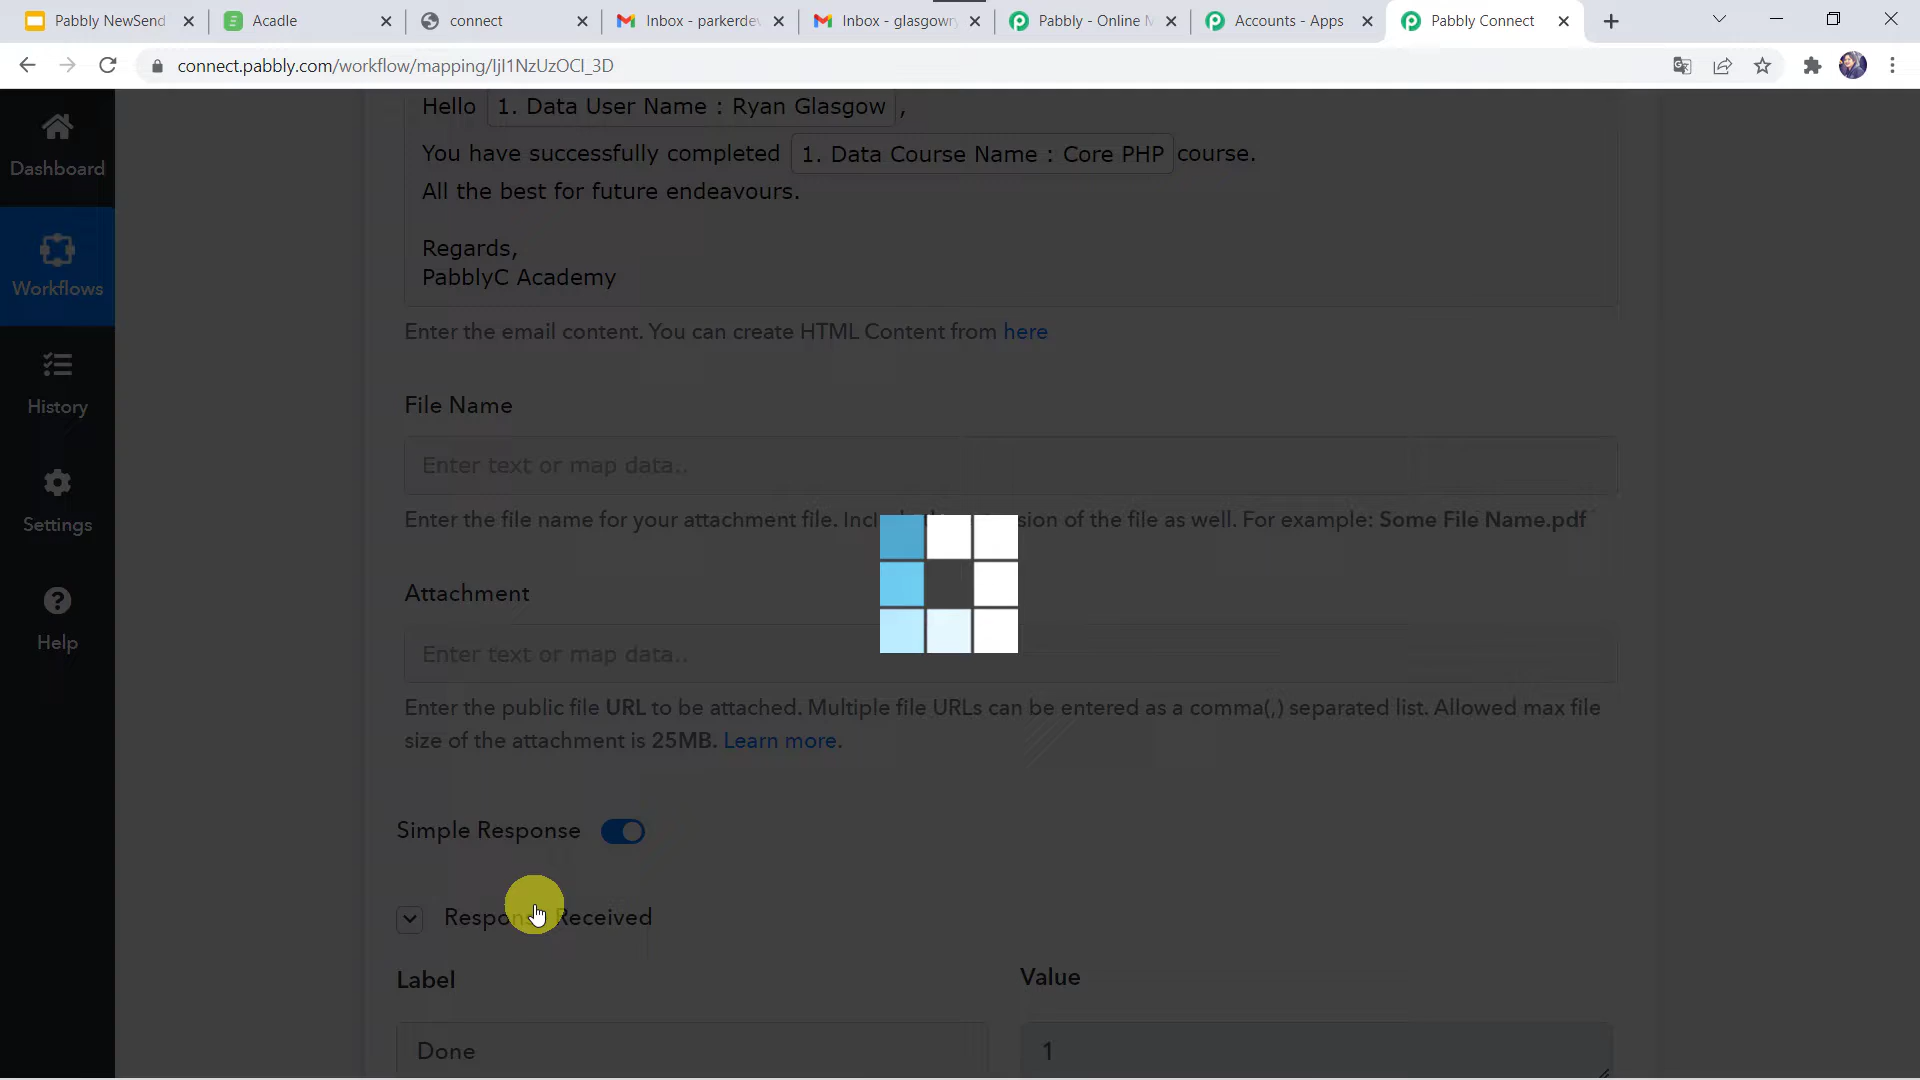 Pabbly NewSend
Acadle
connect
Inbox - parkerde
Inbox - glasgow
Pabbly - Online
Accounts - Apps
Pabbly Connect
connect.pabbly.com/workflow/mapping/IjI1NzUzOCI_3D
Dashboard
Workflows
History
Settings
Help
Hello 1. Data User Name : Ryan Glasgow ,
You have successfully completed 1. Data Course Name : Core PHP course.
All the best for future endeavours.
Regards,
PabblyC Academy
Enter the email content. You can create HTML Content from here
File Name
Enter text or map data..
Enter the file name for your attachment file. Incl sion of the file as well. For example: Some File Name.pdf
Attachment
Enter text or map data..
Enter the public file URL to be attached. Multiple file URLs can be entered as a comma(,) separated list. Allowed max file
size of the attachment is 25MB. Learn more.
Simple Response
Response Received
Label
Value
Done
1